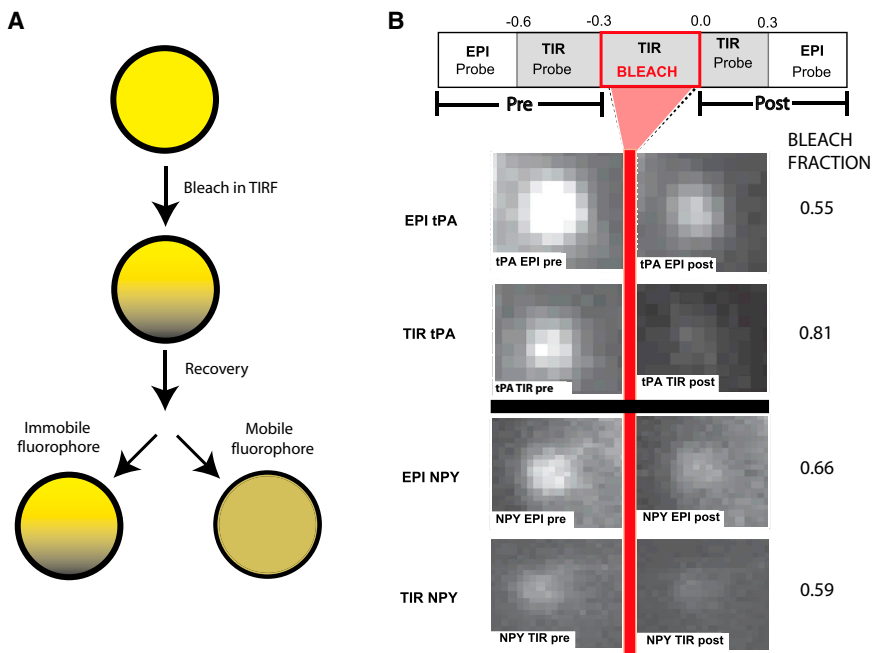 A
Bleach in TIRF
Recovery
Immobile
fluorophore
Mobile
fluorophore
B
-0.6
-0.3
0.0
0.3
EPI
Probe
TIR
Probe
TIR
BLEACH
TIR
Probe
EPI
Probe
Pre
Post
BLEACH
FRACTION
EPI tPA
tPA EPI pre
tPA EPI post
0.55
TIR tPA
tPA TIR pre
tPA TIR post
0.81
EPI NPY
NPY EPI pre
NPY EPI post
0.66
TIR NPY
NPY TIR pre
NPY TIR post
0.59